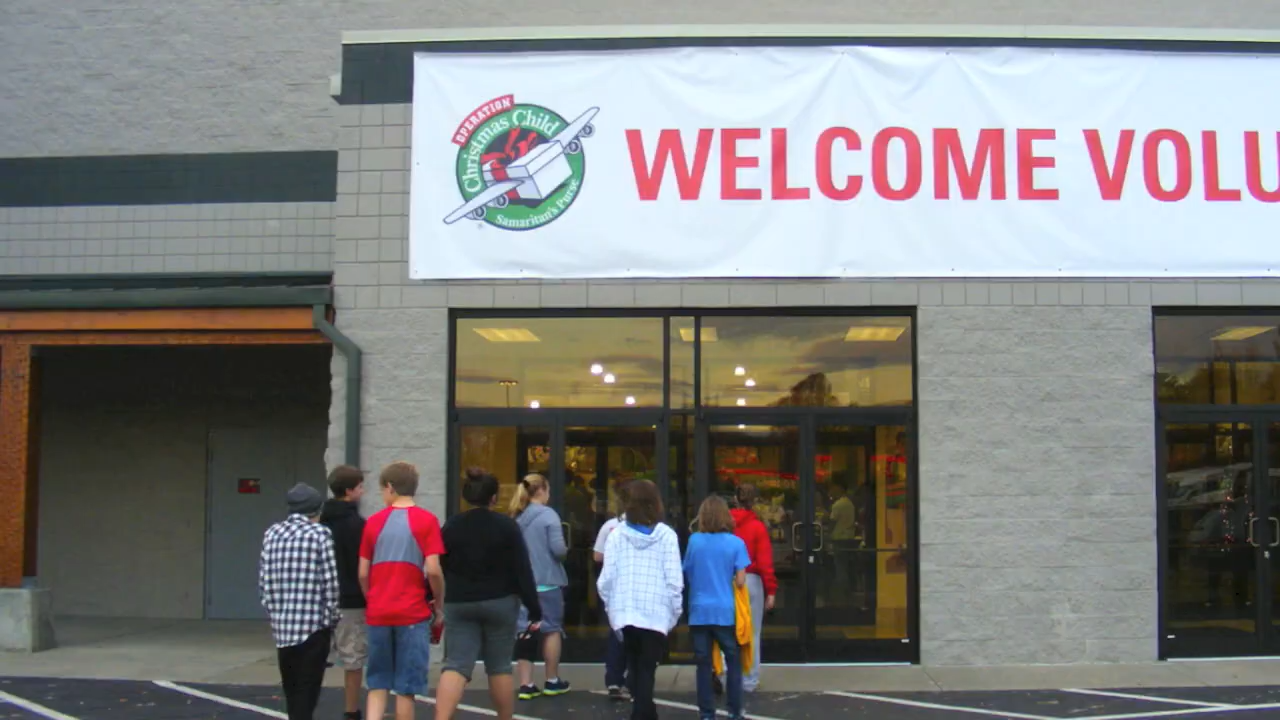 OPERATION
Christmas Child
Samaritan's Purse
®
WELCOME VOLU